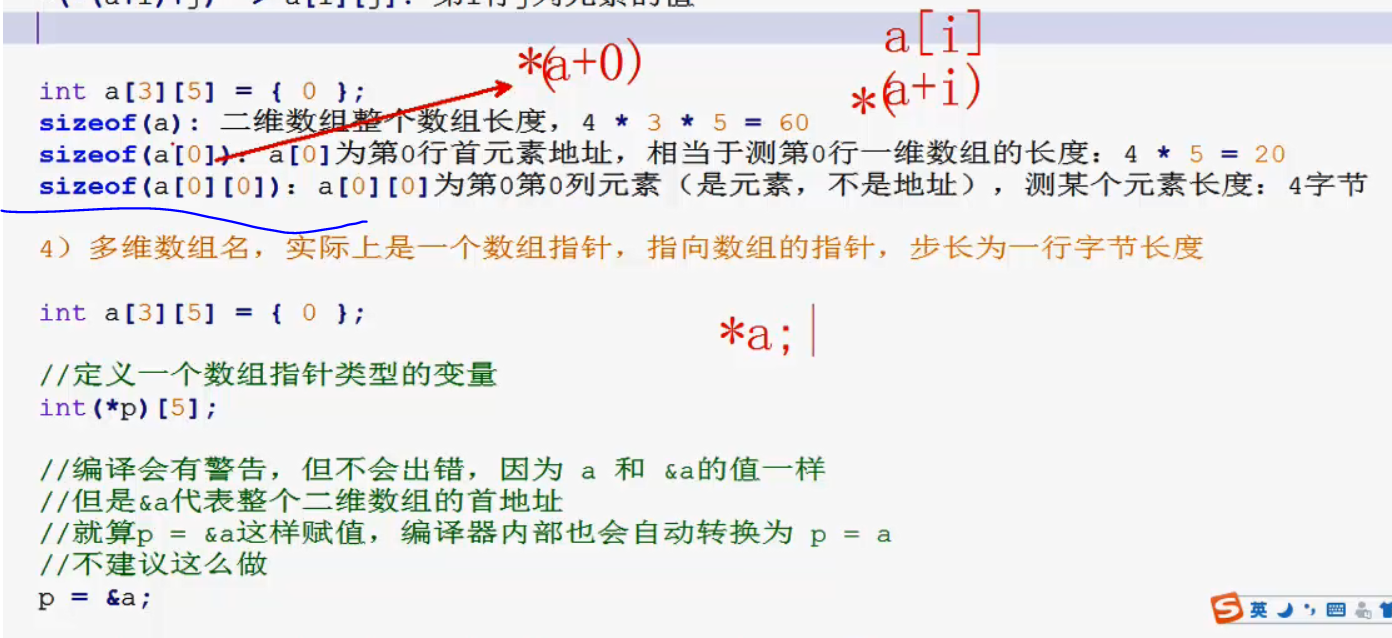 *(*(a+i)+j) -> a[i][j]: 第i行j列元素的值
*(a+0)
a[i]
*(a+i)
int a[3][5] = { 0 };
sizeof(a): 二维数组整个数组长度，4 * 3 * 5 = 60
sizeof(a[0]): a[0]为第0行首元素地址，相当于测第0行一维数组的长度：4 * 5 = 20
sizeof(a[0][0]): a[0][0]为第0第0列元素（是元素，不是地址），测某个元素长度：4字节
4）多维数组名，实际上是一个数组指针，指向数组的指针，步长为一行字节长度
int a[3][5] = { 0 };
*a;
//定义一个数组指针类型的变量
int(*p)[5];
//编译会有警告，但不会出错，因为 a 和 &a的值一样
//但是&a代表整个二维数组的首地址
//就算p = &a这样赋值，编译器内部也会自动转换为 p = a
//不建议这么做
p = &a;
S 英